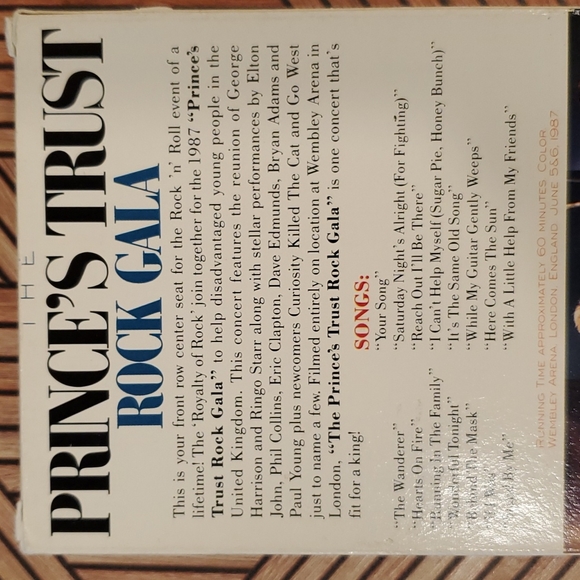 THE
PRINCE'S TRUST
ROCK GALA
This is your front row center seat for the Rock 'n' Roll event of a
lifetime! The 'Royalty of Rock' join together for the 1987 "Prince's
Trust Rock Gala" to help disadvantaged young people in the
United Kingdom. This concert features the reunion of George
Harrison and Ringo Starr along with stellar performances by Elton
John, Phil Collins, Eric Clapton, Dave Edmunds, Bryan Adams and
Paul Young plus newcomers Curiosity Killed The Cat and Go West
just to name a few. Filmed entirely on location at Wembley Arena in
London, "The Prince's Trust Rock Gala" is one concert that's
fit for a king!
SONGS:
"The Wanderer"
"Hearts On Fire"
"Running In The Family"
"Wonderful Tonight"
"Behind The Mask"
By Me"
"Your Song"
"Saturday Night's Alright (For Fighting)"
"Reach Out I'll Be There"
"I Can't Help Myself (Sugar Pie, Honey Bunch)"
"It's The Same Old Song"
"While My Guitar Gently Weeps"
"Here Comes The Sun"
"With A Little Help From My Friends"
RUNNING TIME APPROXIMATELY 60 MINUTES COLOR
WEMBLEY ARENA LONDON, ENGLAND JUNE 5&6, 1987